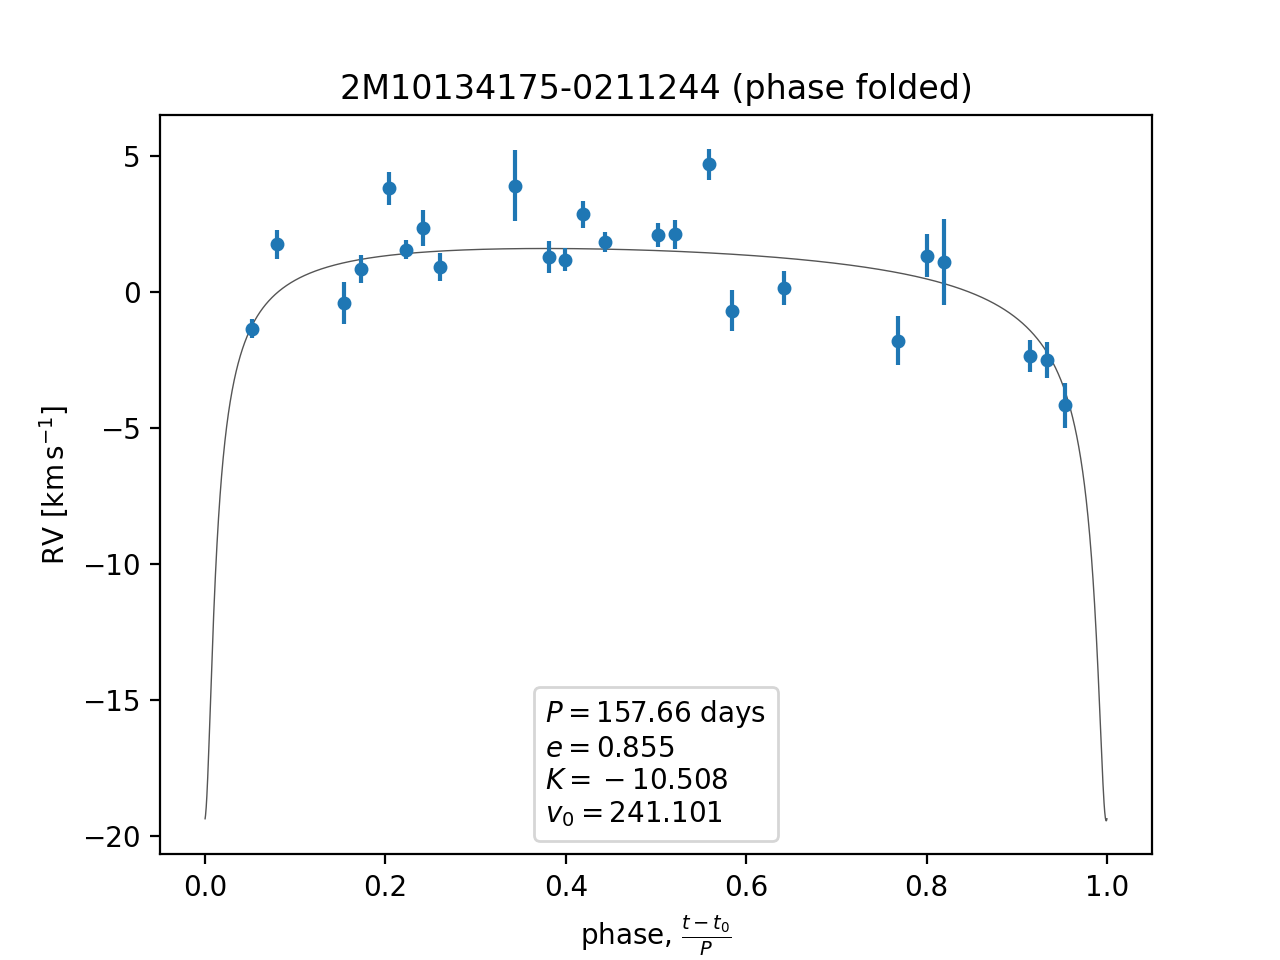 2M10134175-0211244 (phase folded)
5
0
−5
−10
−15
−20
RV [km s⁻¹]
P = 157.66 days
e = 0.855
K = − 10.508
v₀ = 241.101
0.0 0.2 0.4 0.6 0.8 1.0
phase, (t − t₀)/P